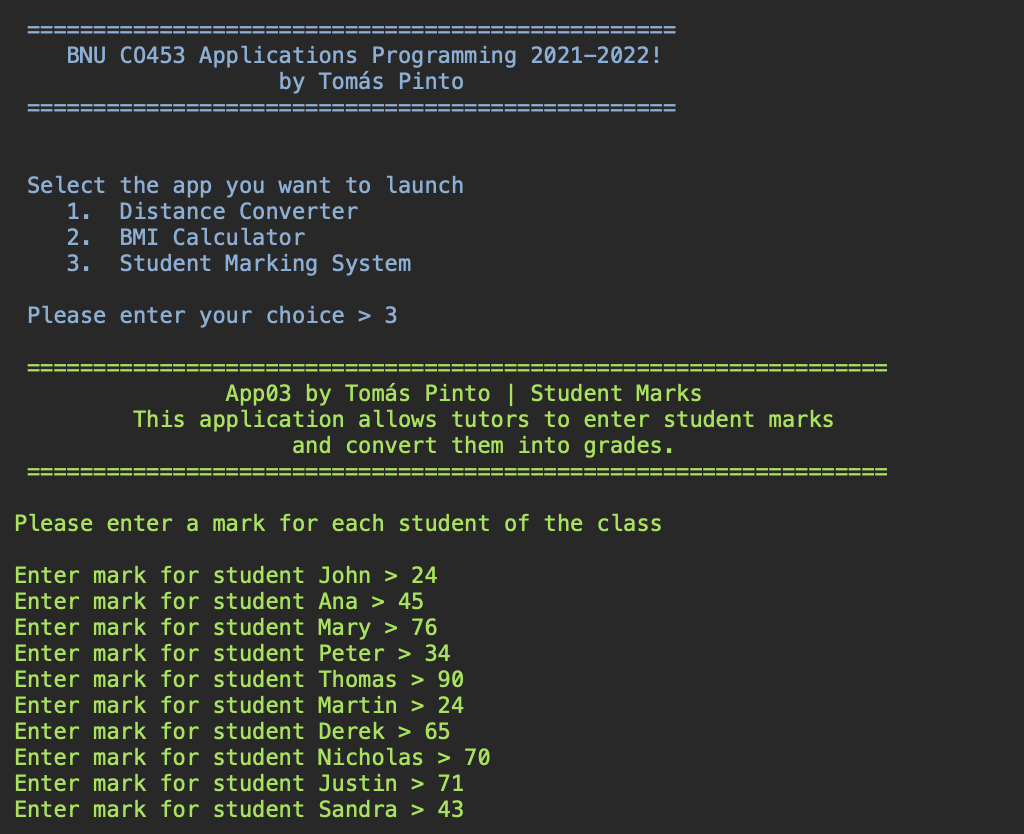 =================================================
BNU CO453 Applications Programming 2021-2022!
by Tomás Pinto
=================================================
Select the app you want to launch
1. Distance Converter
2. BMI Calculator
3. Student Marking System
Please enter your choice > 3
=================================================================
App03 by Tomás Pinto | Student Marks
This application allows tutors to enter student marks
and convert them into grades.
=================================================================
Please enter a mark for each student of the class
Enter mark for student John > 24
Enter mark for student Ana > 45
Enter mark for student Mary > 76
Enter mark for student Peter > 34
Enter mark for student Thomas > 90
Enter mark for student Martin > 24
Enter mark for student Derek > 65
Enter mark for student Nicholas > 70
Enter mark for student Justin > 71
Enter mark for student Sandra > 43